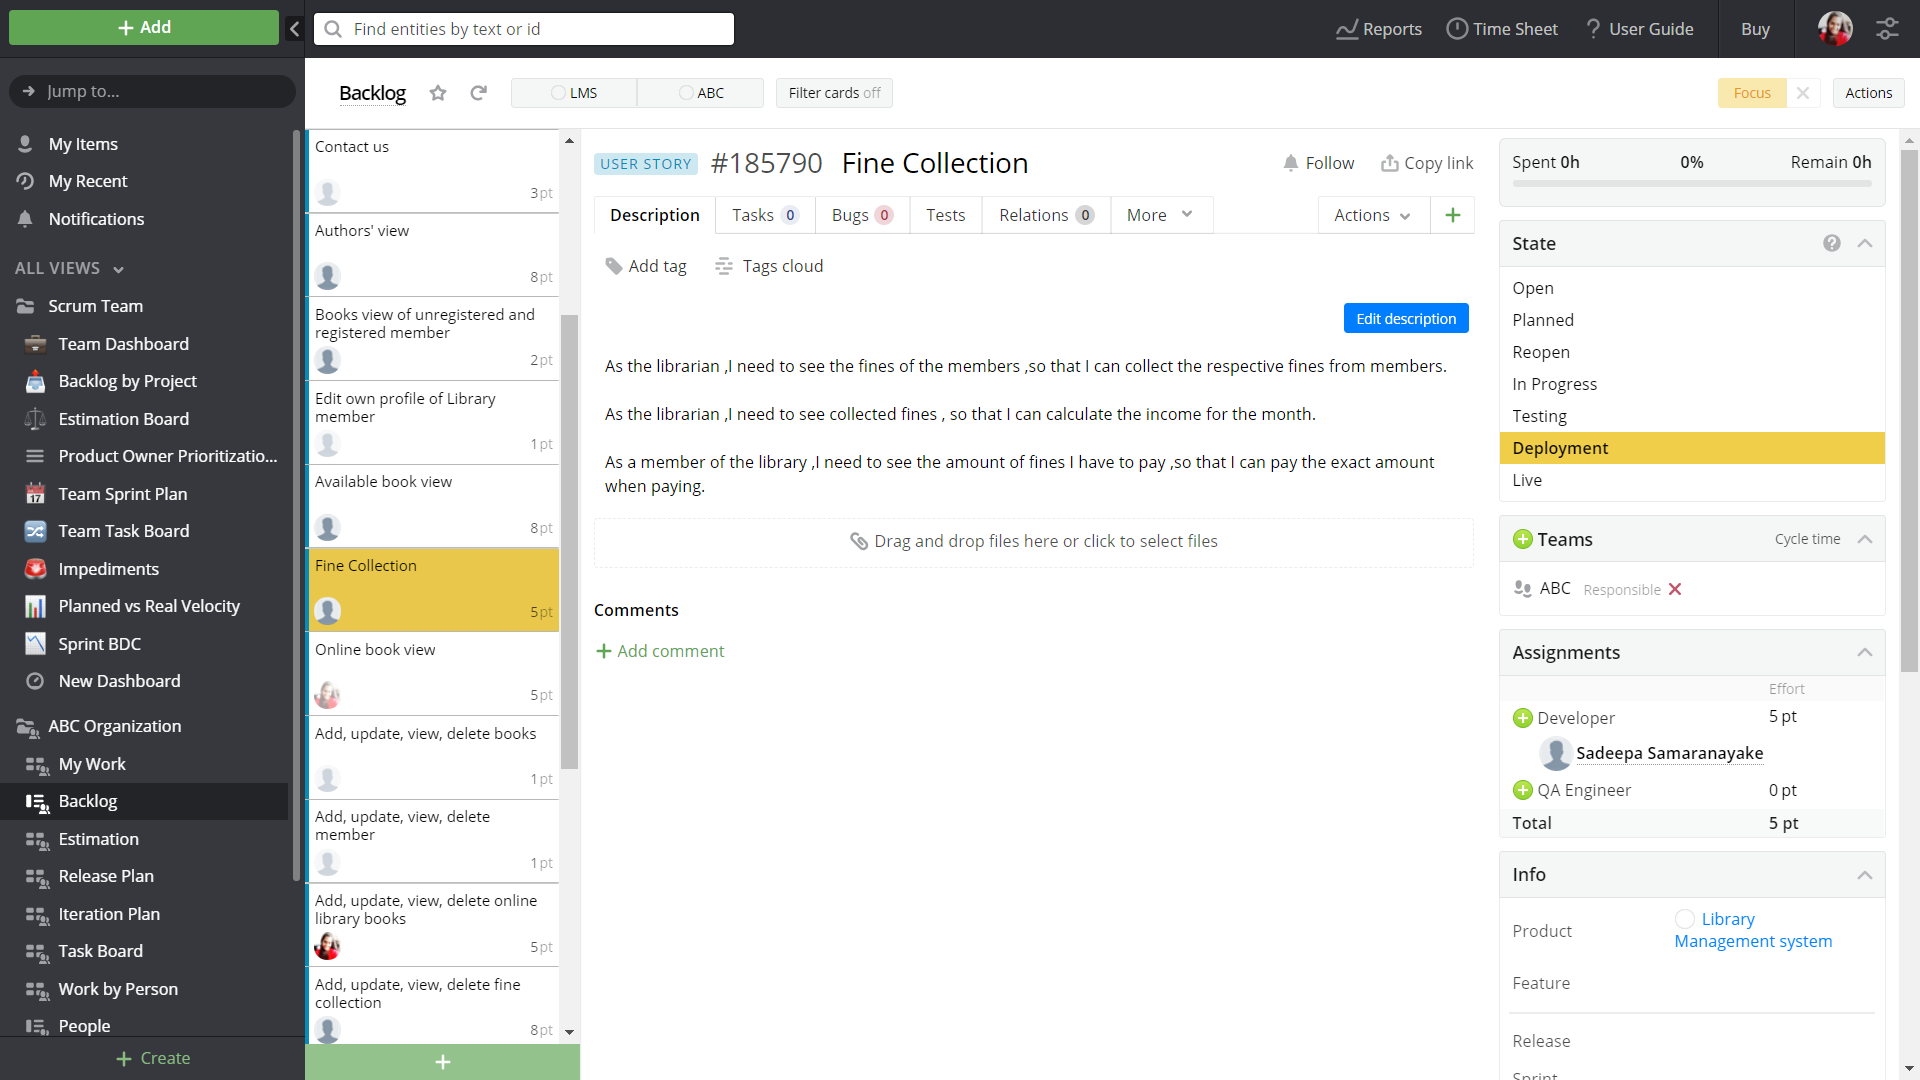 Add
Find entities by text or id
Reports
Time Sheet
User Guide
Buy
Jump to...
My Items
My Recent
Notifications
ALL VIEWS
Scrum Team
Team Dashboard
Backlog by Project
Estimation Board
Product Owner Prioritizatio...
Team Sprint Plan
Team Task Board
Impediments
Planned vs Real Velocity
Sprint BDC
New Dashboard
ABC Organization
My Work
Backlog
Estimation
Release Plan
Iteration Plan
Task Board
Work by Person
People
Create
Backlog
LMS
ABC
Filter cards off
Focus
Actions
Contact us
3 pt
Authors' view
8 pt
Books view of unregistered and
registered member
2 pt
Edit own profile of Library
member
1 pt
Available book view
8 pt
Fine Collection
5 pt
Online book view
5 pt
Add, update, view, delete books
1 pt
Add, update, view, delete
member
1 pt
Add, update, view, delete online
library books
5 pt
Add, update, view, delete fine
collection
8 pt
USER STORY #185790 Fine Collection
Follow
Copy link
Description
Tasks 0
Bugs 0
Tests
Relations 0
More
Actions
Add tag
Tags cloud
Edit description
As the librarian ,I need to see the fines of the members ,so that I can collect the respective fines from members.
As the librarian ,I need to see collected fines , so that I can calculate the income for the month.
As a member of the library ,I need to see the amount of fines I have to pay ,so that I can pay the exact amount
when paying.
Drag and drop files here or click to select files
Comments
Add comment
Spent 0h
0%
Remain 0h
State
Open
Planned
Reopen
In Progress
Testing
Deployment
Live
Teams
Cycle time
ABC Responsible
Assignments
Effort
Developer 5 pt
Sadeepa Samaranayake
QA Engineer 0 pt
Total 5 pt
Info
Product
Library
Management system
Feature
Release
Sprint